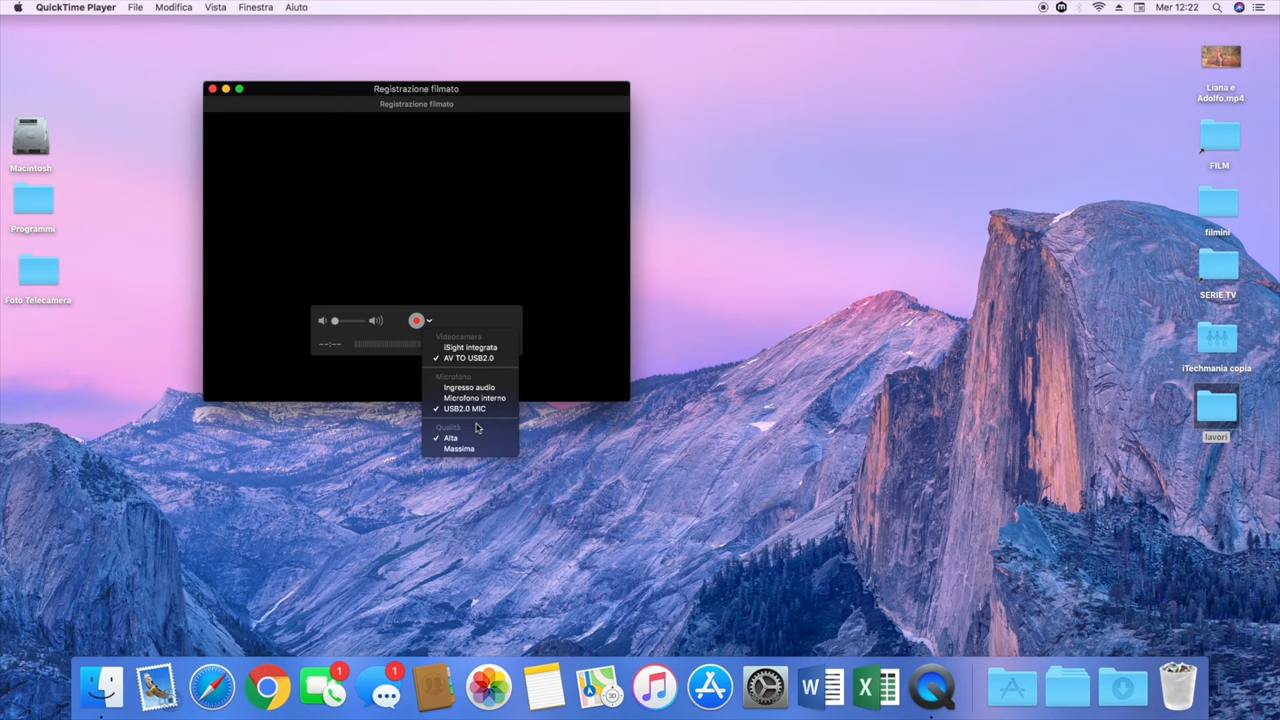 QuickTime Player File Modifica Vista Finestra Aiuto
Mer 12:22
Registrazione filmato
Registrazione filmato
--:--
Videocamera
iSight integrata
✓ AV TO USB2.0
Microfono
Ingresso audio
Microfono interno
✓ USB2.0 MIC
Qualità
✓ Alta
Massima
Macintosh
Programmi
Foto Telecamera
Liana e
Adolfo.mp4
FILM
filmini
SERIE TV
iTechmania copia
lavori
1
1